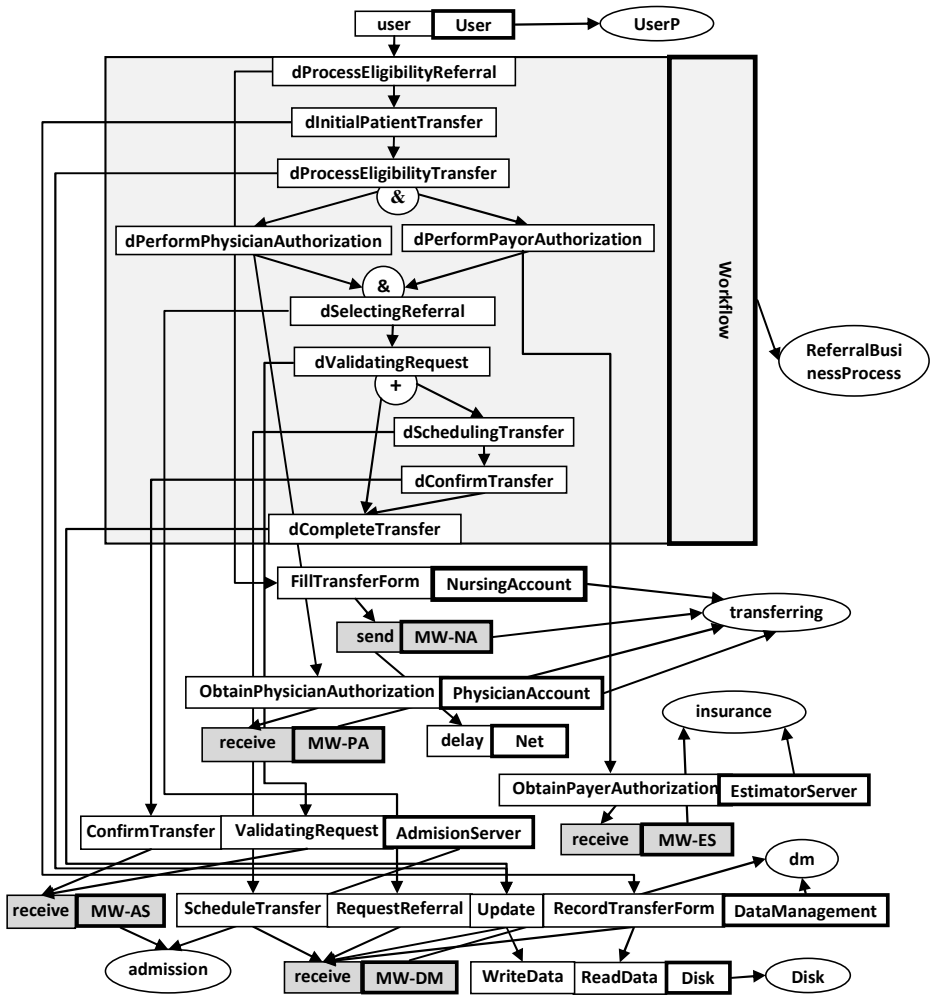 user User UserP
dProcessEligibilityReferral
dInitialPatientTransfer
dProcessEligibilityTransfer
&
dPerformPhysicianAuthorization dPerformPayorAuthorization
&
dSelectingReferral
Workflow
dValidatingRequest
ReferralBusi
nessProcess
+
dSchedulingTransfer
dConfirmTransfer
dCompleteTransfer
FillTransferForm NursingAccount
transferring
send MW-NA
ObtainPhysicianAuthorization PhysicianAccount
insurance
receive MW-PA delay Net
ObtainPayerAuthorization EstimatorServer
ConfirmTransfer ValidatingRequest AdmisionServer
receive MW-ES
dm
receive MW-AS ScheduleTransfer RequestReferral Update RecordTransferForm DataManagement
admission
receive MW-DM WriteData ReadData Disk Disk